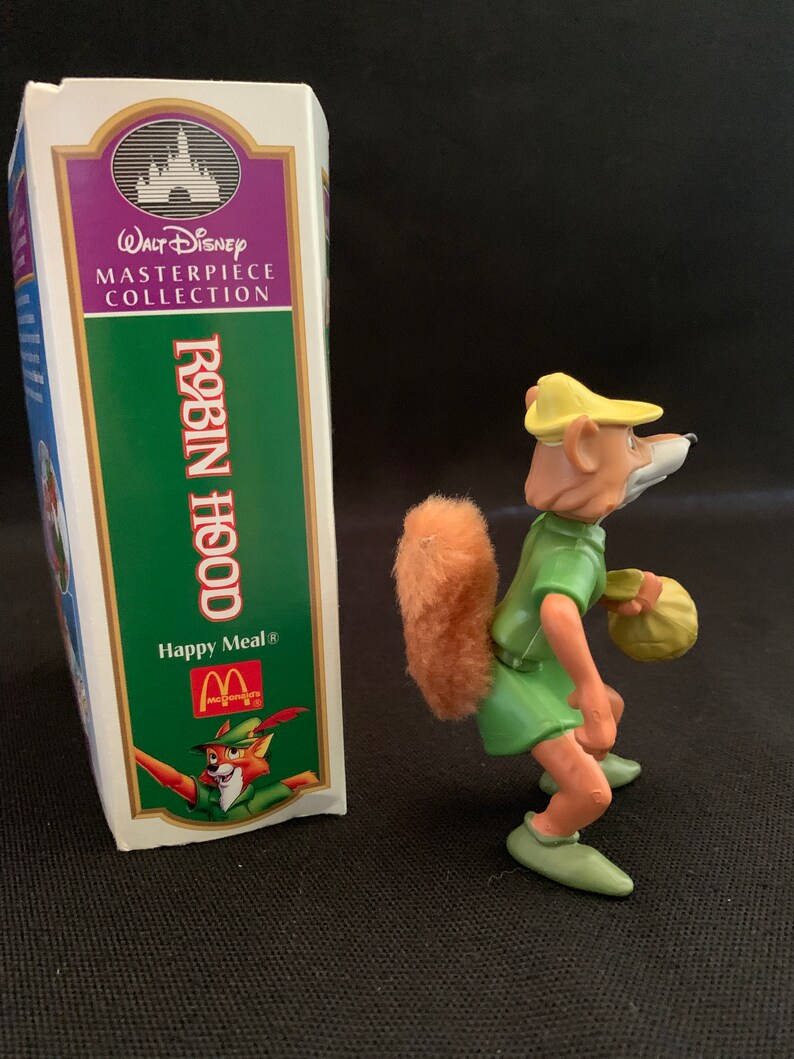 Walt Disney
MASTERPIECE
COLLECTION
ROBIN HOOD
Happy Meal®
McDonald's®